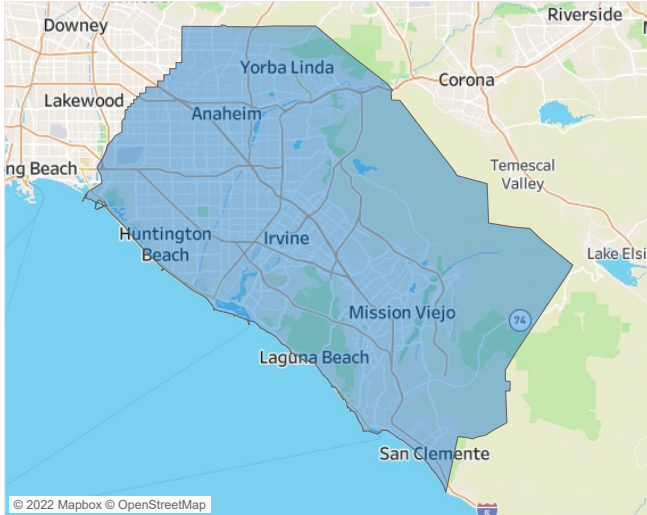 Downey
Riverside
Yorba Linda
Corona
Lakewood
Anaheim
ng Beach
Temescal
Valley
Huntington
Beach
Irvine
Lake Elsi
Mission Viejo
74
Laguna Beach
San Clemente
© 2022 Mapbox © OpenStreetMap
5